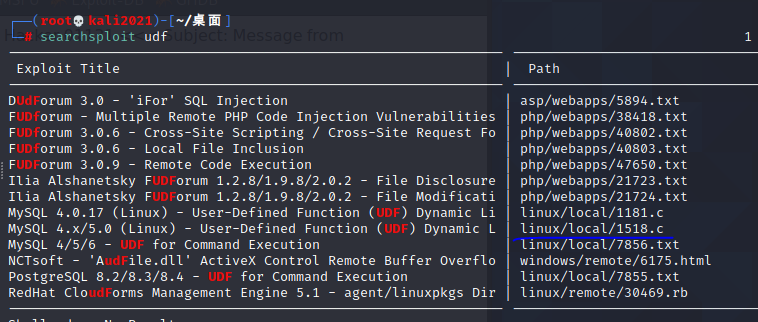 (root💀kali2021)-[~/桌面]
# searchsploit udf
Subject: Message from
1
Exploit Title | Path
DUdForum 3.0 - 'iFor' SQL Injection | asp/webapps/5894.txt
FUDForum - Multiple Remote PHP Code Injection Vulnerabilities | php/webapps/38418.txt
FUDforum 3.0.6 - Cross-Site Scripting / Cross-Site Request Fo | php/webapps/40802.txt
FUDforum 3.0.6 - Local File Inclusion | php/webapps/40803.txt
FUDForum 3.0.9 - Remote Code Execution | php/webapps/47650.txt
Ilia Alshanetsky FUDForum 1.2.8/1.9.8/2.0.2 - File Disclosure | php/webapps/21723.txt
Ilia Alshanetsky FUDForum 1.2.8/1.9.8/2.0.2 - File Modificati | php/webapps/21724.txt
MySQL 4.0.17 (Linux) - User-Defined Function (UDF) Dynamic Li | linux/local/1181.c
MySQL 4.x/5.0 (Linux) - User-Defined Function (UDF) Dynamic L | linux/local/1518.c
MySQL 4/5/6 - UDF for Command Execution | linux/local/7856.txt
NCTsoft - 'AudFile.dll' ActiveX Control Remote Buffer Overflo | windows/remote/6175.html
PostgreSQL 8.2/8.3/8.4 - UDF for Command Execution | linux/local/7855.txt
RedHat CloudForms Management Engine 5.1 - agent/linuxpkgs Dir | linux/remote/30469.rb